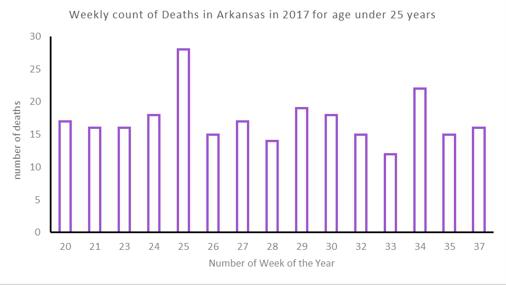 Weekly count of Deaths in Arkansas in 2017 for age under 25 years
30
25
20
15
10
5
0
number of deaths
20 21 23 24 25 26 27 28 29 30 32 33 34 35 37
Number of Week of the Year